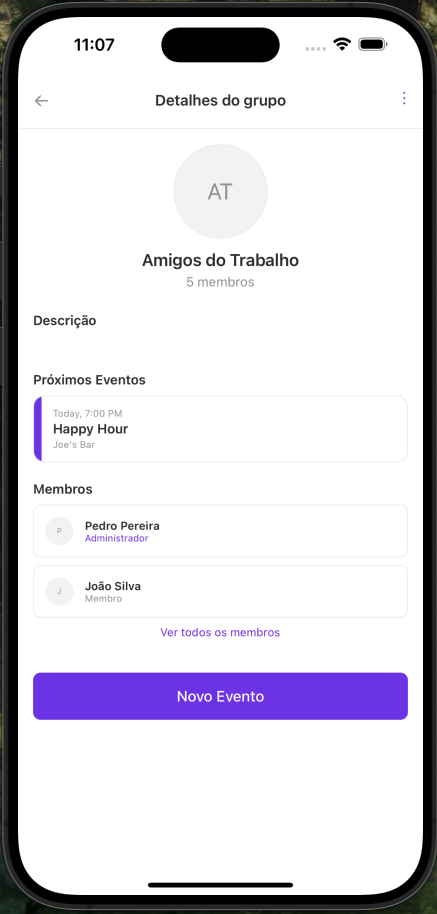 11:07
Detalhes do grupo
AT
Amigos do Trabalho
5 membros
Descrição
Próximos Eventos
Today, 7:00 PM
Happy Hour
Joe's Bar
Membros
P
Pedro Pereira
Administrador
J
João Silva
Membro
Ver todos os membros
Novo Evento